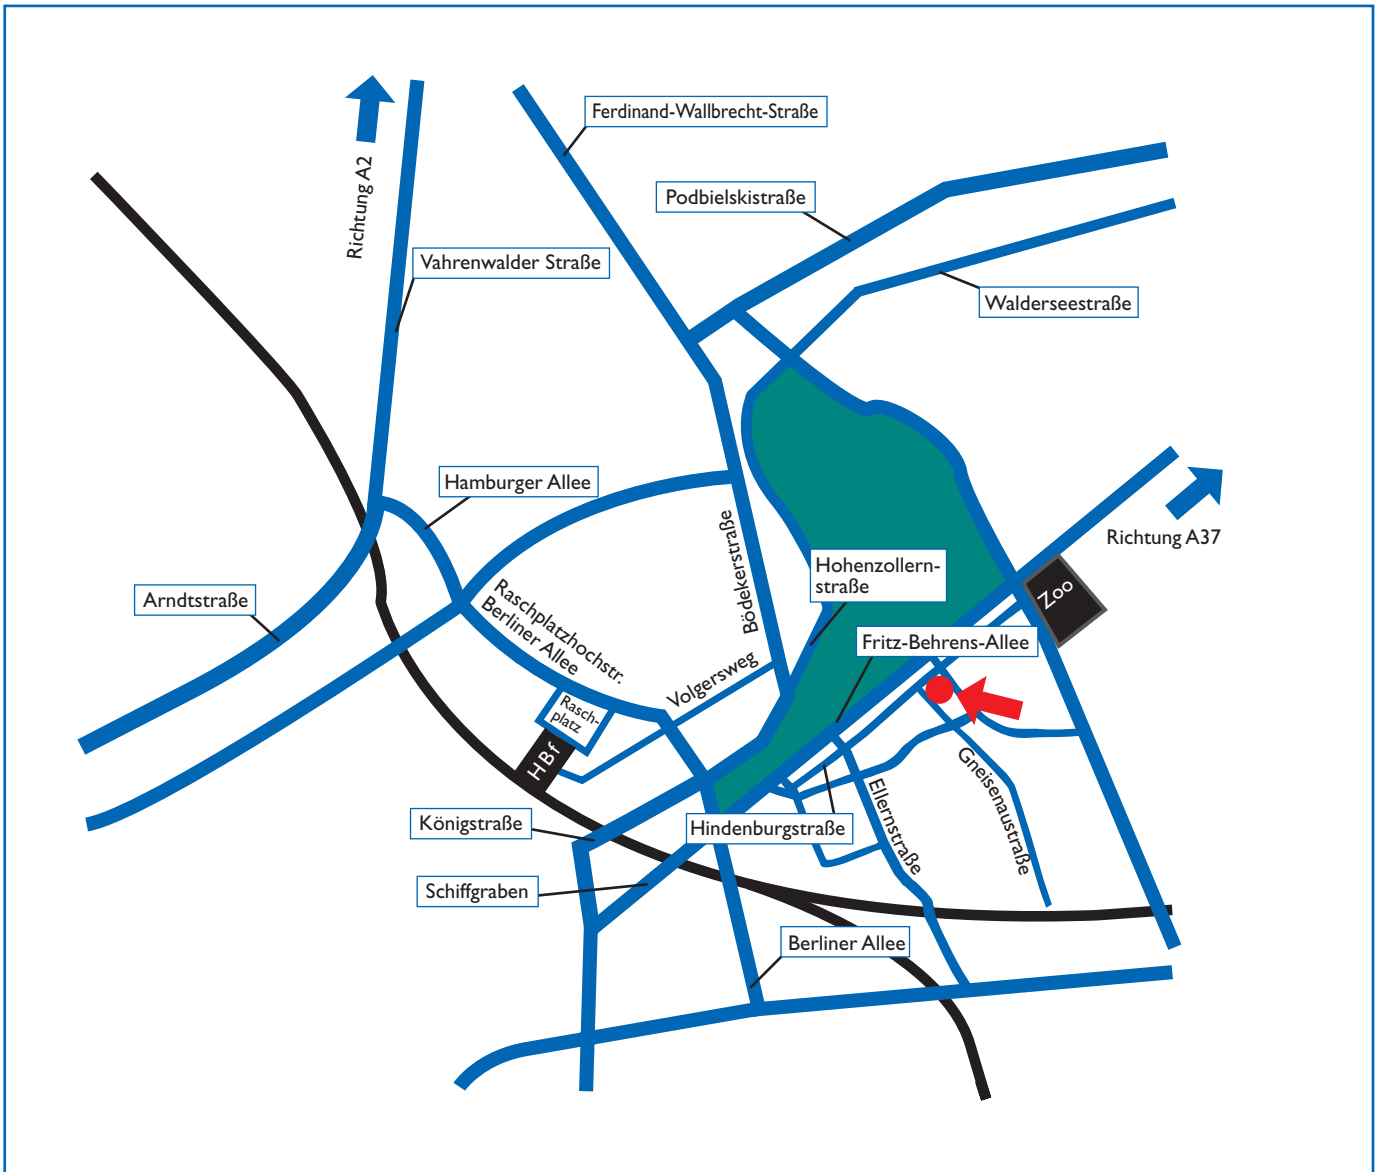 Ferdinand-Wallbrecht-Straße
Richtung A2
Podbielskistraße
Vahrenwalder Straße
Walderseestraße
Hamburger Allee
Richtung A37
Bödekerstraße
Hohenzollern-
straße
Zoo
Arndtstraße
Raschplatzhochstr.
Berliner Allee
Fritz-Behrens-Allee
Volgersweg
Rasch-
platz
HBf
Gneisenaustraße
Ellernstraße
Königstraße
Hindenburgstraße
Schiffgraben
Berliner Allee